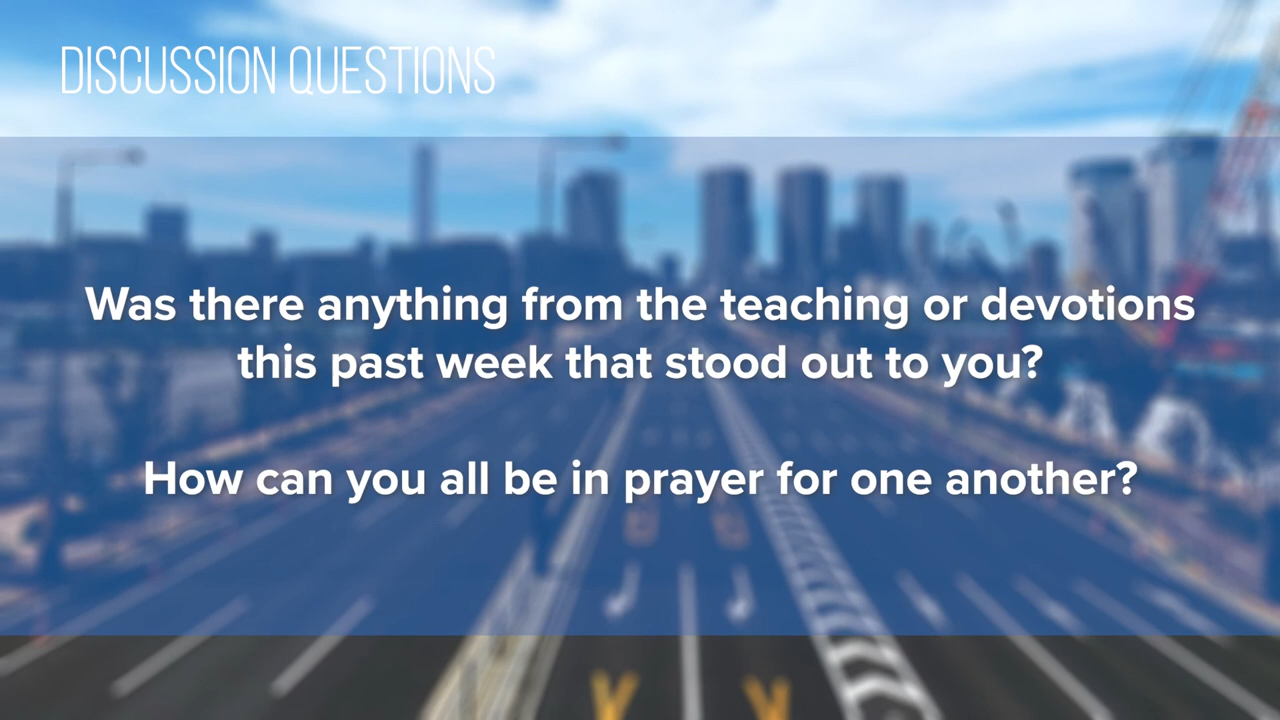 DISCUSSION QUESTIONS
Was there anything from the teaching or devotions
this past week that stood out to you?
How can you all be in prayer for one another?